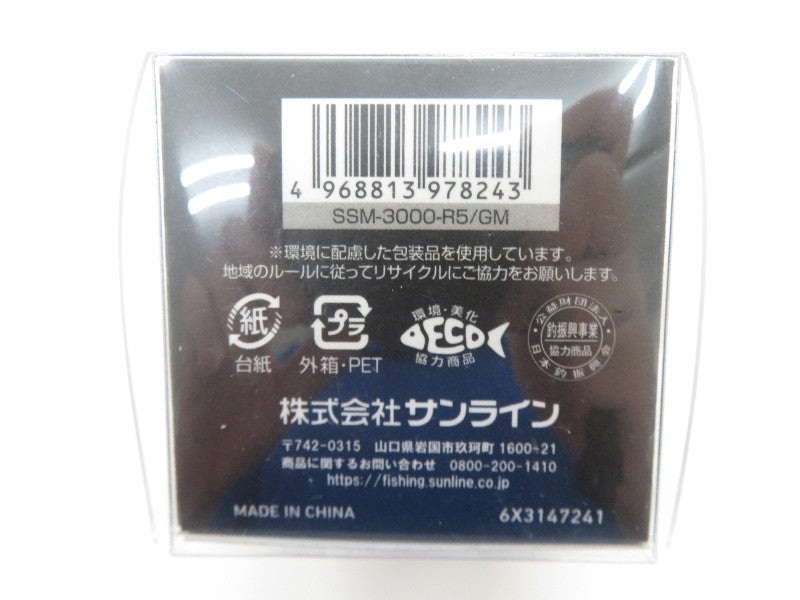 4 968813 978243
SSM-3000-R5/GM
※環境に配慮した包装品を使用しています。
地域のルールに従ってリサイクルにご協力をお願いします。
紙
台紙
プラ
外箱・PET
環境・美化
ECO
協力商品
公益財団法人
釣振興事業
協力商品
日本釣振興会
株式会社サンライン
〒742-0315 山口県岩国市玖珂町 1600-21
商品に関するお問い合わせ 0800-200-1410
https://fishing.sunline.co.jp
MADE IN CHINA 6X3147241